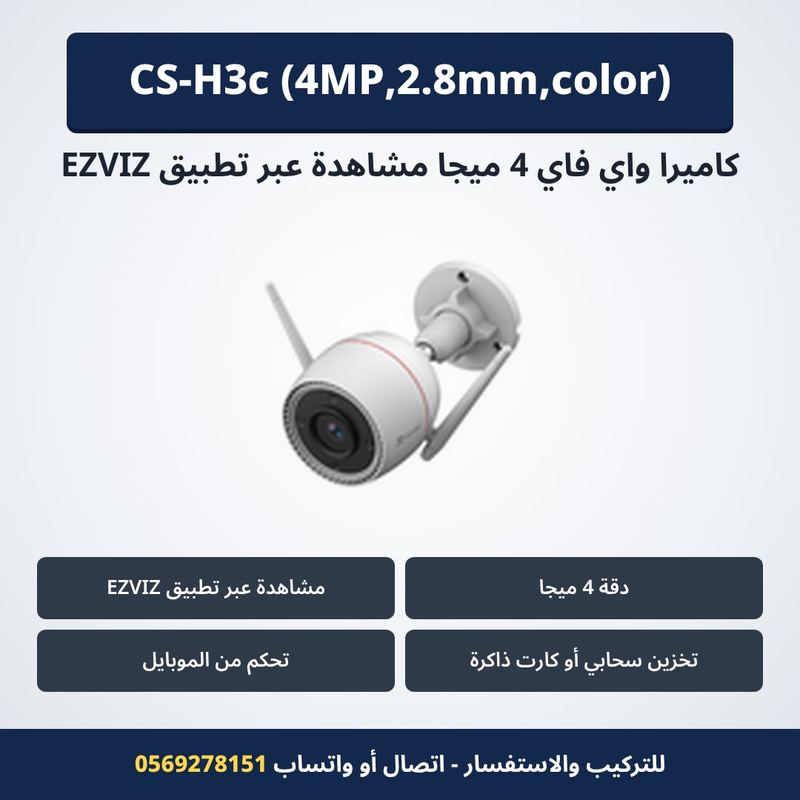 CS-H3c (4MP,2.8mm,color)
كاميرا واي فاي 4 ميجا مشاهدة عبر تطبيق EZVIZ
دقة 4 ميجا
مشاهدة عبر تطبيق EZVIZ
تخزين سحابي أو كارت ذاكرة
تحكم من الموبايل
للتركيب والاستفسار - اتصال أو واتساب 0569278151